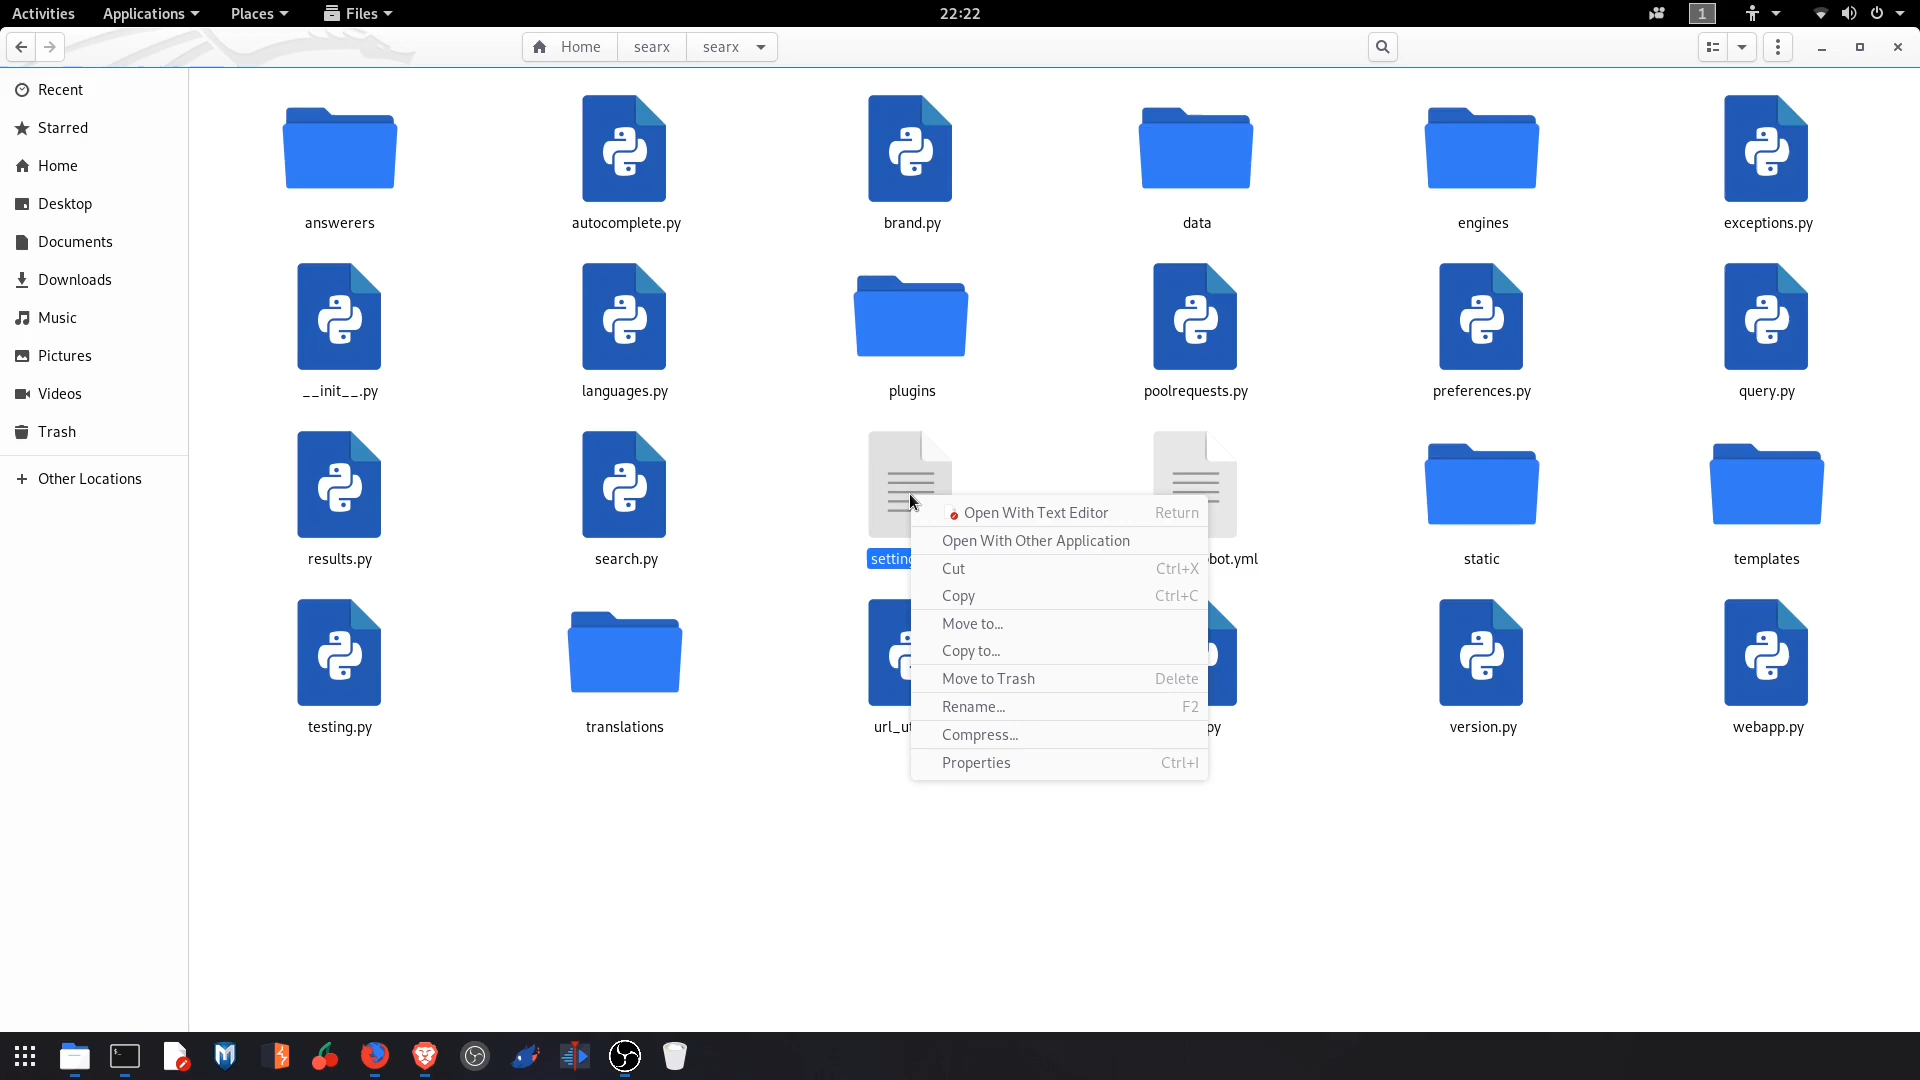 Activities Applications Places Files 22:22 1
Home searx searx
Recent
Starred
Home
Desktop
Documents
Downloads
Music
Pictures
Videos
Trash
Other Locations
answerers autocomplete.py brand.py data engines exceptions.py
__init__.py languages.py plugins poolrequests.py preferences.py query.py
results.py search.py setting bot.yml static templates
testing.py translations url_ut py version.py webapp.py
Open With Text Editor Return
Open With Other Application
Cut Ctrl+X
Copy Ctrl+C
Move to...
Copy to...
Move to Trash Delete
Rename... F2
Compress...
Properties Ctrl+I